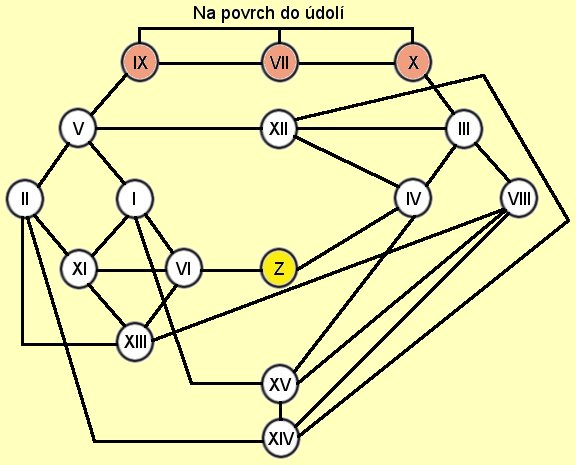 Na povrch do údolí
IX VII X
V XII III
II I IV VIII
XI VI Z
XIII
XV
XIV